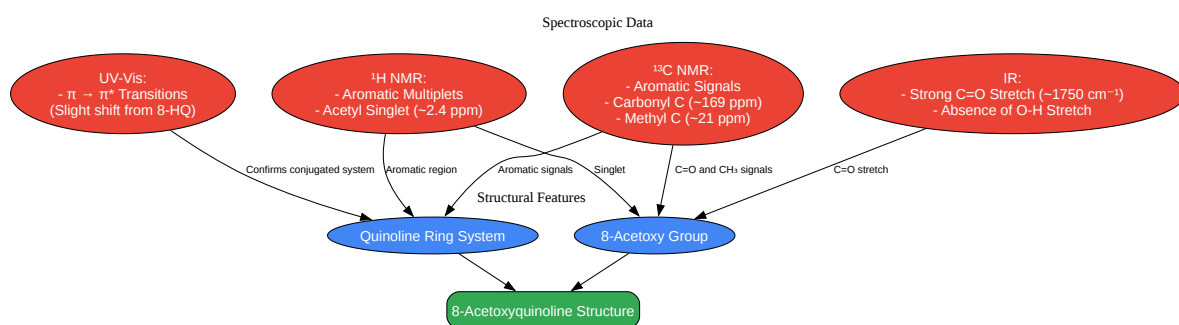 Spectroscopic Data
UV-Vis:
- π → π* Transitions
(Slight shift from 8-HQ)
¹H NMR:
- Aromatic Multiplets
- Acetyl Singlet (~2.4 ppm)
¹³C NMR:
- Aromatic Signals
- Carbonyl C (~169 ppm)
- Methyl C (~21 ppm)
IR:
- Strong C=O Stretch (~1750 cm⁻¹)
- Absence of O-H Stretch
Confirms conjugated system
Aromatic region
Aromatic signals
Singlet
C=O and CH₃ signals
C=O stretch
Structural Features
Quinoline Ring System
8-Acetoxy Group
8-Acetoxyquinoline Structure